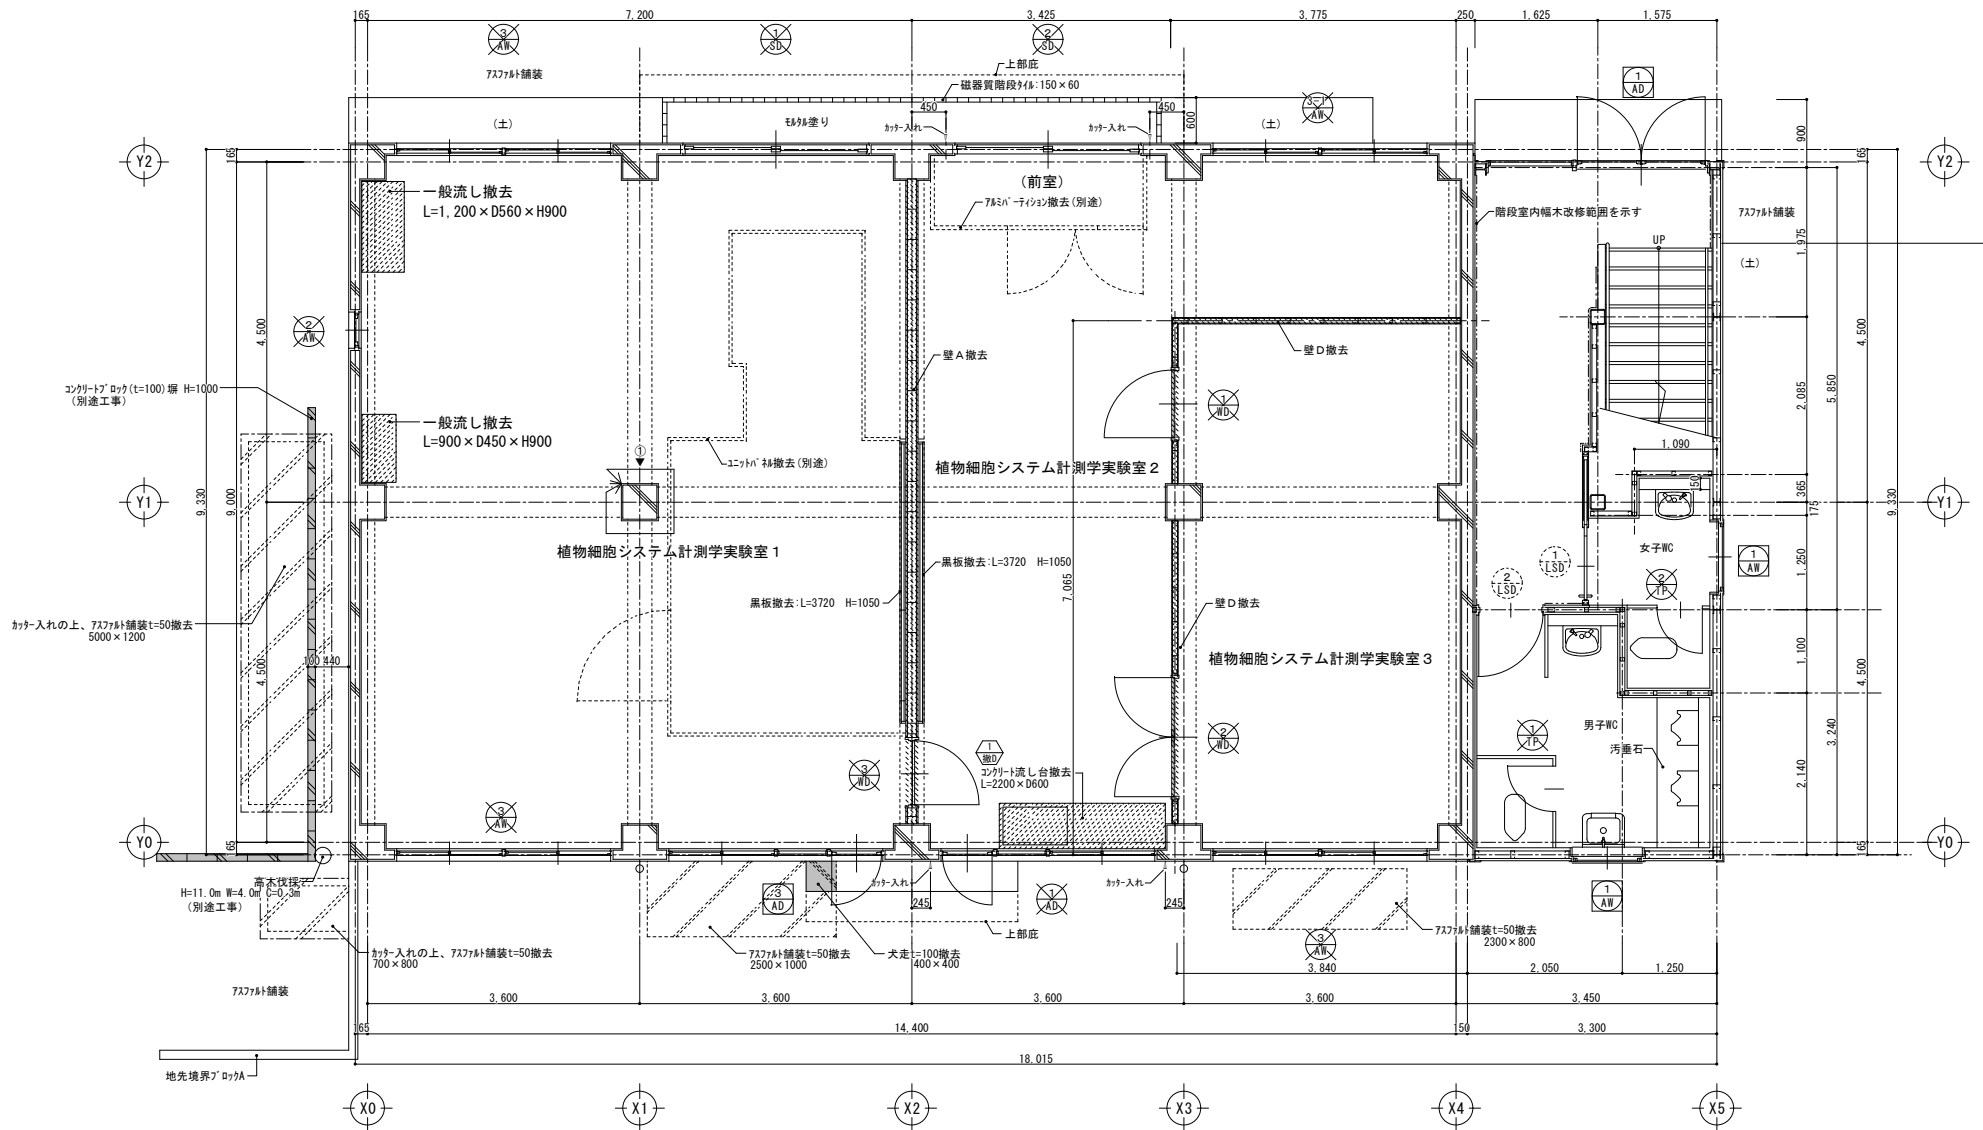 165
7,200
3,425
3,775
250
1,625
1,575
3
AW
1
SD
2
SD
アスファルト舗装
上部庇
磁器質階段タイル:150×60
3-1
AW
1
AD
450
450
(土)
モルタル塗り
カッター入れ
カッター入れ
600
(土)
900
Y2
165
165
Y2
一般流し撤去
L=1,200×D560×H900
(前室)
アルミパーティション撤去(別途)
階段室内幅木改修範囲を示す
アスファルト舗装
UP
(土)
1,975
2
AW
4,500
4,500
壁A撤去
壁D撤去
コンクリートブロック(t=100)塀 H=1000
(別途工事)
1
WD
2,085
5,850
一般流し撤去
L=900×D450×H900
ユニットパネル撤去(別途)
①
植物細胞システム計測学実験室2
1,090
150
365
Y1
9,330
9,000
175
9,330
Y1
植物細胞システム計測学実験室1
黒板撤去:L=3720 H=1050
黒板撤去:L=3720 H=1050
7,065
女子WC
1
LSD
2
LSD
2
TP
1
AW
1,250
カッター入れの上、アスファルト舗装t=50撤去
5000×1200
壁D撤去
100
440
4,500
植物細胞システム計測学実験室3
1,100
4,500
男子WC
1
TP
汚垂石
3,240
2
WD
1
撤D
コンクリート流し台撤去
L=2200×D600
3
WD
2,140
3
AW
Y0
165
165
Y0
高木伐採
H=11.0m W=4.0m C=0.3m
(別途工事)
カッター入れ
カッター入れ
3
AD
245
1
AD
245
1
AW
上部庇
カッター入れの上、アスファルト舗装t=50撤去
700×800
アスファルト舗装t=50撤去
2500×1000
犬走t=100撤去
400×400
アスファルト舗装t=50撤去
2300×800
3
AW
3,840
2,050
1,250
アスファルト舗装
3,600
3,600
3,600
3,600
3,450
165
14,400
150
3,300
18,015
地先境界ブロックA
X0
X1
X2
X3
X4
X5